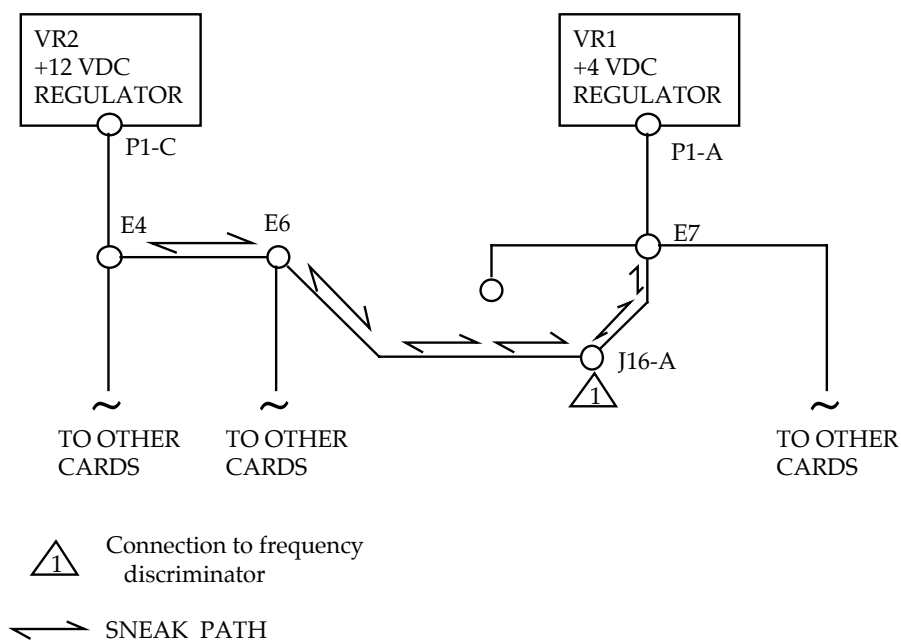 VR2
+12 VDC
REGULATOR
P1-C
VR1
+4 VDC
REGULATOR
P1-A
E4
E6
E7
J16-A
1
~
TO OTHER
CARDS
~
TO OTHER
CARDS
~
TO OTHER
CARDS
1
Connection to frequency
discriminator
SNEAK PATH